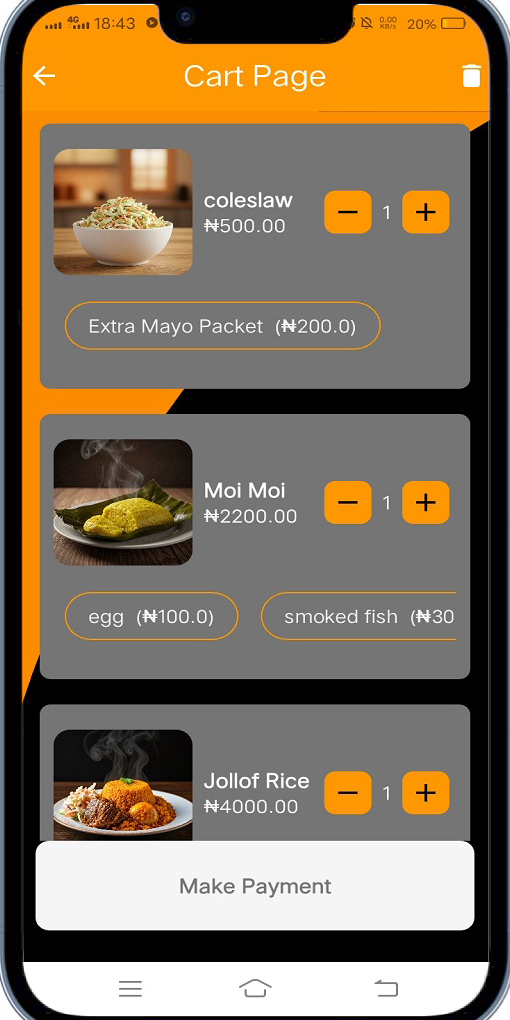 4G 18:43 0.00 KB/s 20%
Cart Page
coleslaw
₦500.00
1
Extra Mayo Packet (₦200.0)
Moi Moi
₦2200.00
1
egg (₦100.0) smoked fish (₦30
Jollof Rice
₦4000.00
1
Make Payment